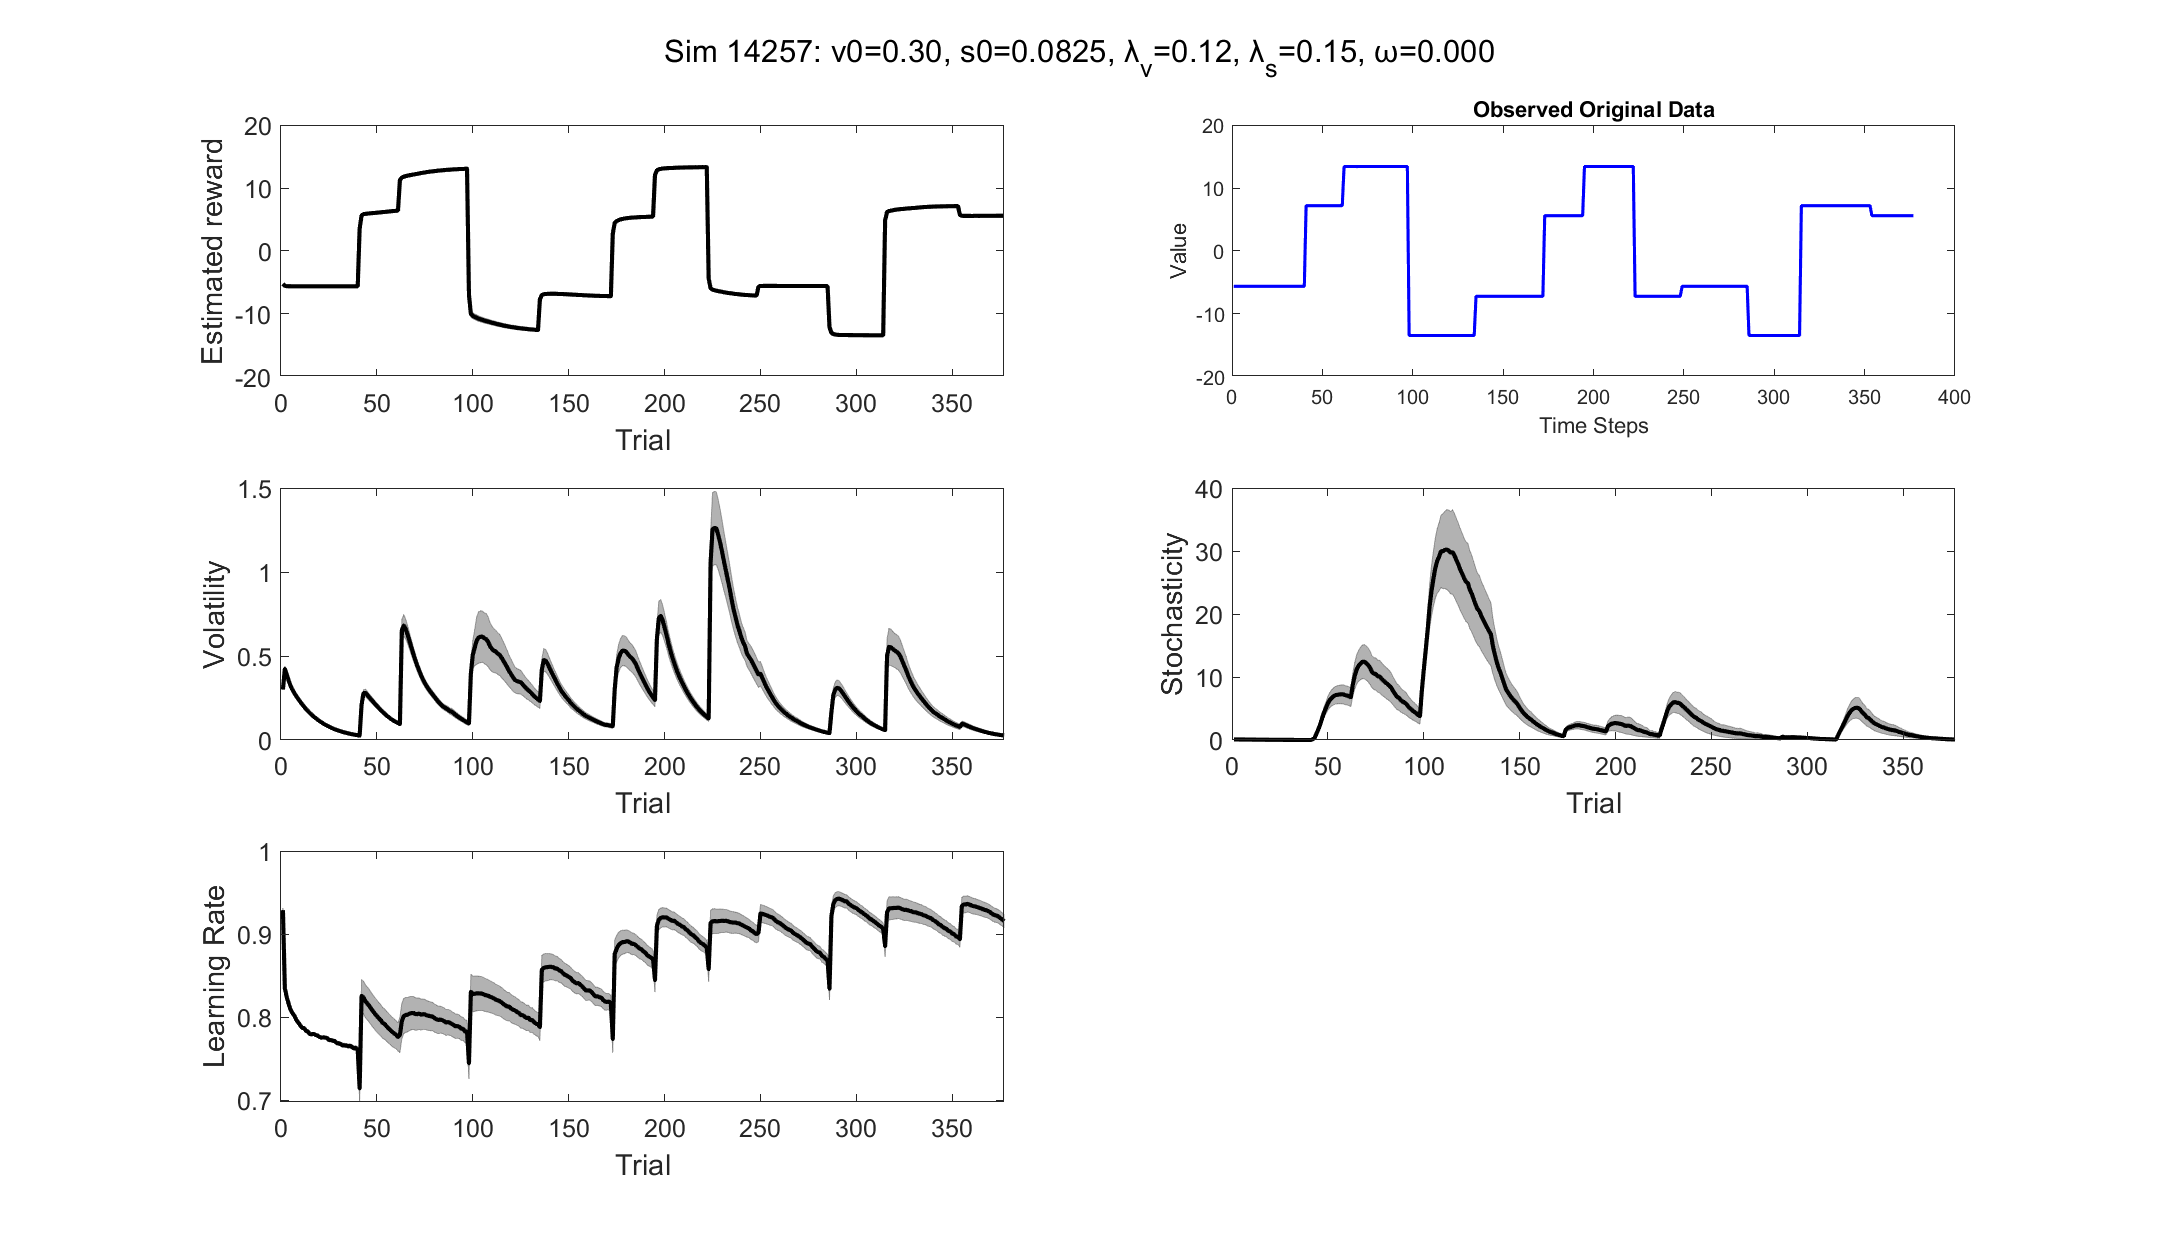 Sim 14257: v0=0.30, s0=0.0825, λ_v=0.12, λ_s=0.15, ω=0.000
20
10
0
-10
-20
Estimated reward
0 50 100 150 200 250 300 350
Trial
Observed Original Data
20
10
0
-10
-20
Value
0 50 100 150 200 250 300 350 400
Time Steps
1.5
1
0.5
0
Volatility
0 50 100 150 200 250 300 350
Trial
40
30
20
10
0
Stochasticity
0 50 100 150 200 250 300 350
Trial
1
0.9
0.8
0.7
Learning Rate
0 50 100 150 200 250 300 350
Trial